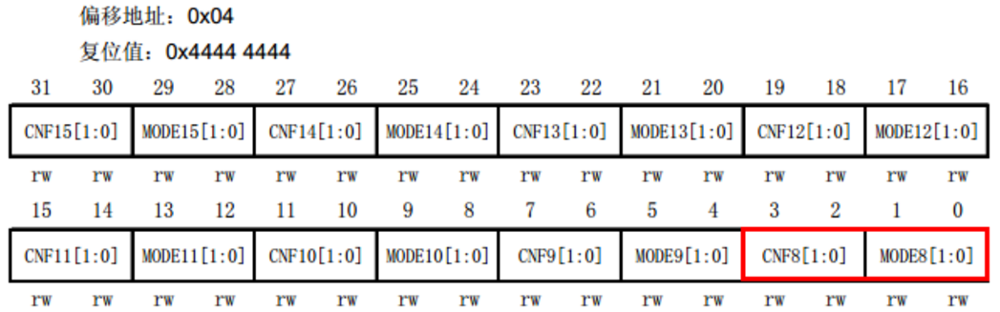 偏移地址：0x04
复位值：0x4444 4444
31 30 29 28 27 26 25 24 23 22 21 20 19 18 17 16
CNF15[1:0] MODE15[1:0] CNF14[1:0] MODE14[1:0] CNF13[1:0] MODE13[1:0] CNF12[1:0] MODE12[1:0]
rw rw rw rw rw rw rw rw rw rw rw rw rw rw rw rw
15 14 13 12 11 10 9 8 7 6 5 4 3 2 1 0
CNF11[1:0] MODE11[1:0] CNF10[1:0] MODE10[1:0] CNF9[1:0] MODE9[1:0] CNF8[1:0] MODE8[1:0]
rw rw rw rw rw rw rw rw rw rw rw rw rw rw rw rw